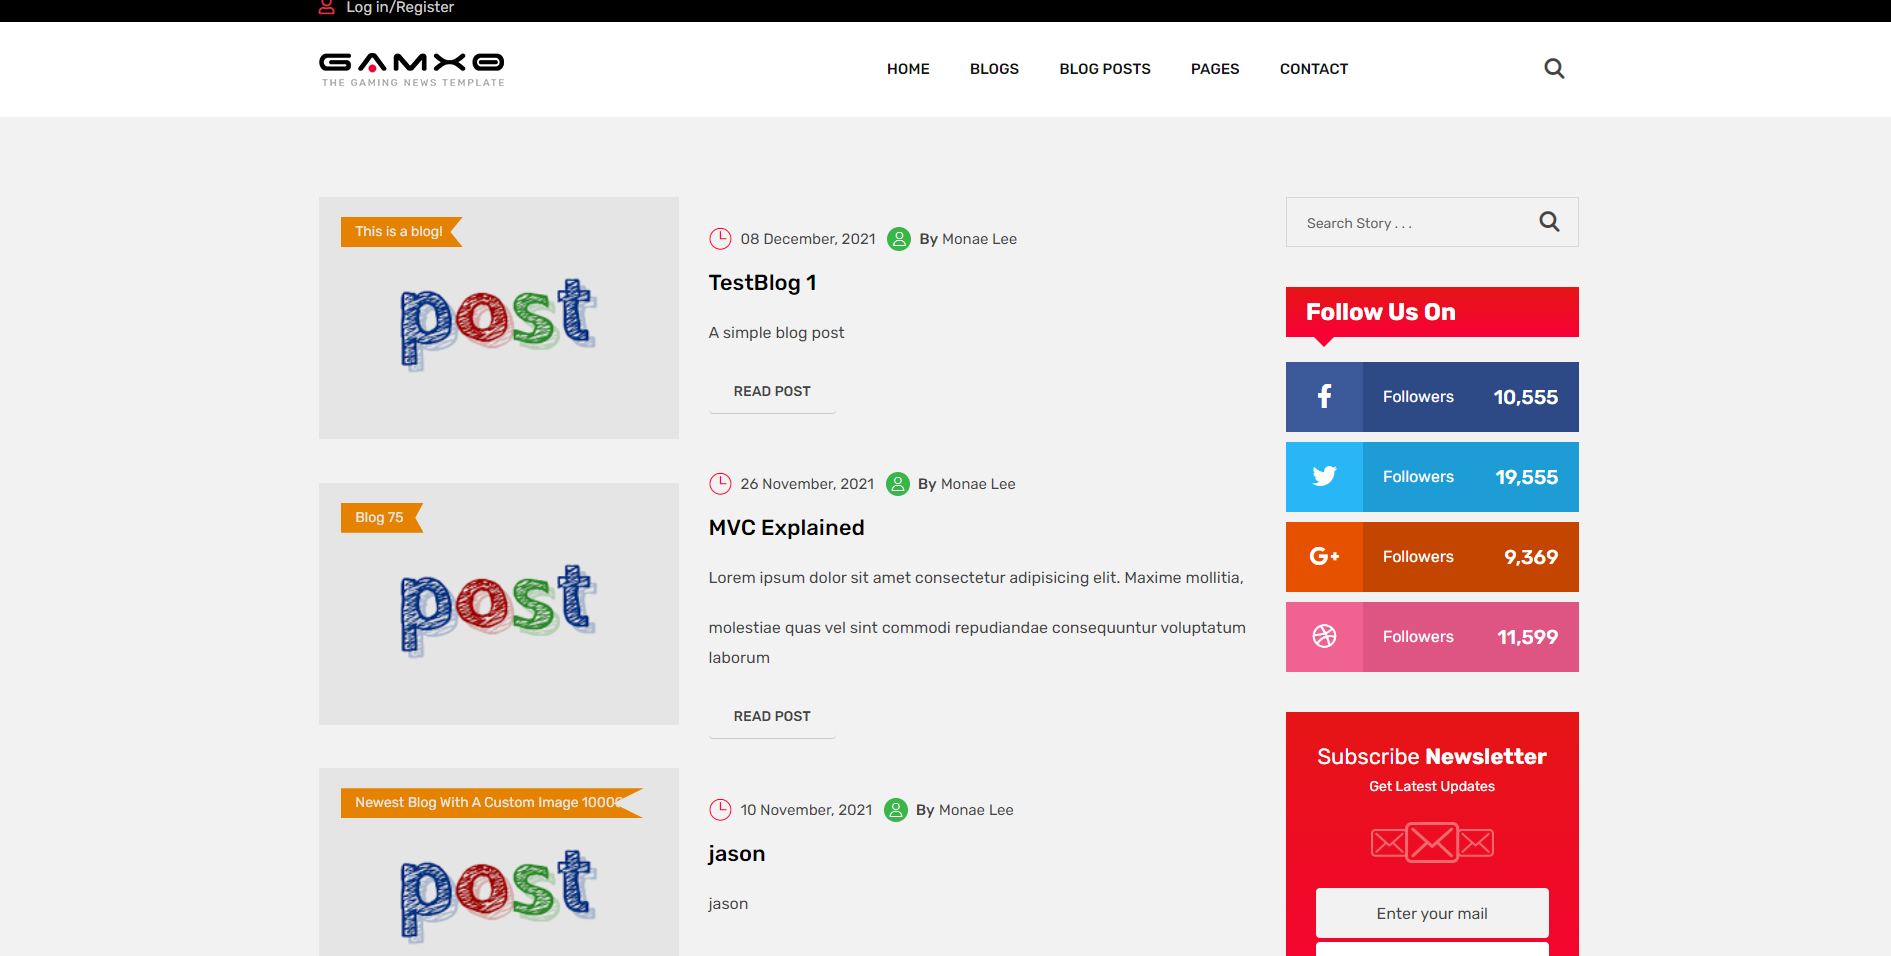 Log in/Register
GAMXO
THE GAMING NEWS TEMPLATE
HOME BLOGS BLOG POSTS PAGES CONTACT
This is a blog!
post
08 December, 2021 By Monae Lee
TestBlog 1
A simple blog post
READ POST
Blog 75
post
26 November, 2021 By Monae Lee
MVC Explained
Lorem ipsum dolor sit amet consectetur adipisicing elit. Maxime mollitia,
molestiae quas vel sint commodi repudiandae consequuntur voluptatum
laborum
READ POST
Newest Blog With A Custom Image 10000
post
10 November, 2021 By Monae Lee
jason
jason
Search Story . . .
Follow Us On
Followers 10,555
Followers 19,555
G+ Followers 9,369
Followers 11,599
Subscribe Newsletter
Get Latest Updates
Enter your mail